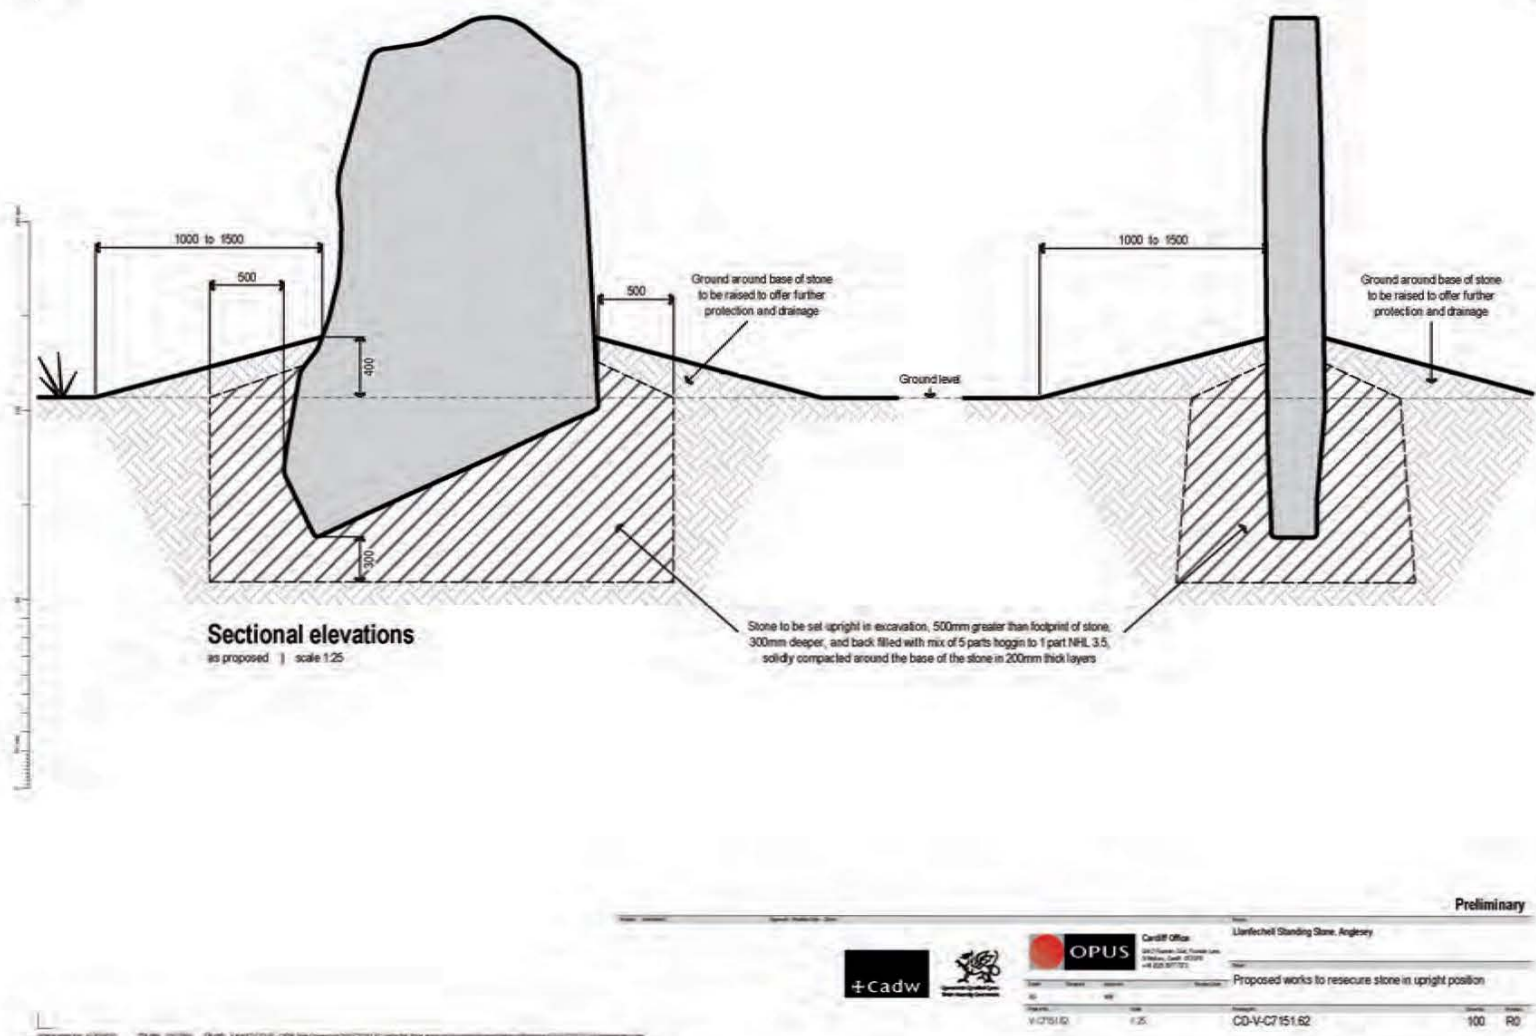 1000 to 1500
500
400
500
300
Ground around base of stone
to be raised to offer further
protection and drainage
Ground level
1000 to 1500
Ground around base of stone
to be raised to offer further
protection and drainage
Sectional elevations
as proposed | scale 1:25
Stone to be set upright in excavation, 500mm greater than footprint of stone,
300mm deeper, and back filled with mix of 5 parts hoggin to 1 part NHL 3.5,
solidly compacted around the base of the stone in 200mm thick layers
Preliminary
Cadw
OPUS
Cardiff Office
Llanfechell Standing Stone, Anglesey
Proposed works to resecure stone in upright position
V-C7151.62
1:25
CO-V-C7151.62
100
R0